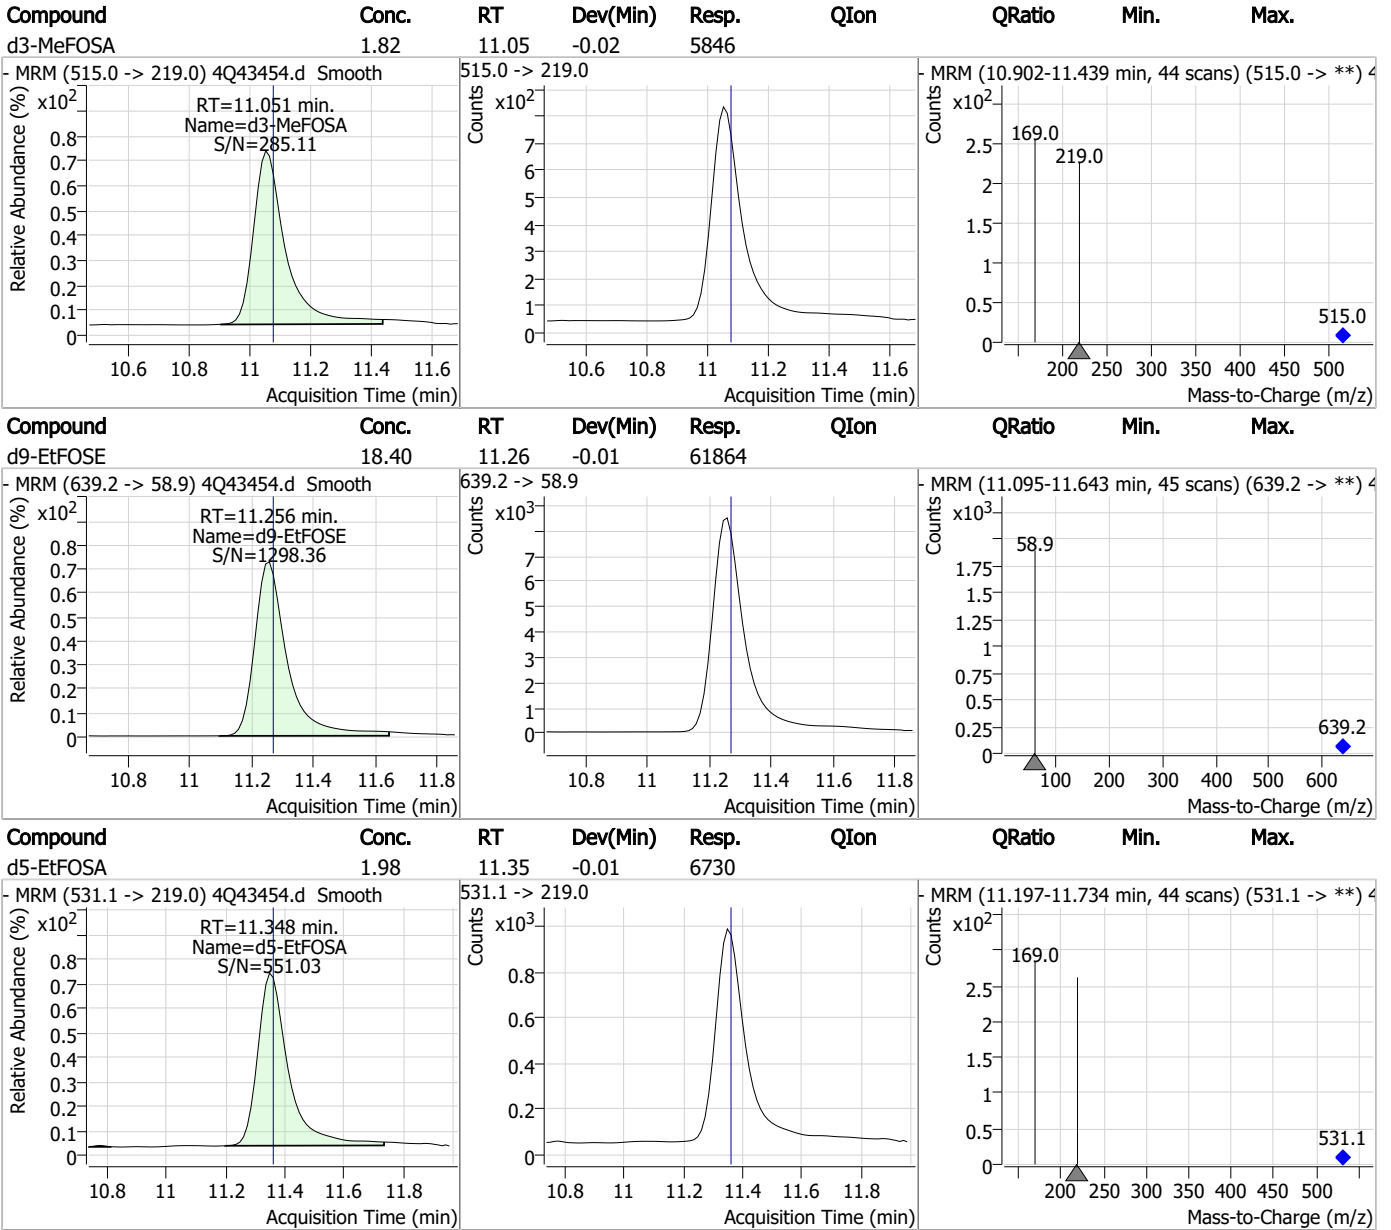 Compound Conc. RT Dev(Min) Resp. QIon QRatio Min. Max.
d3-MeFOSA 1.82 11.05 -0.02 5846
- MRM (515.0 -> 219.0) 4Q43454.d Smooth
x10²
RT=11.051 min.
Name=d3-MeFOSA
S/N=285.11
Relative Abundance (%)
0.8
0.7
0.6
0.5
0.4
0.3
0.2
0.1
0
10.6 10.8 11 11.2 11.4 11.6
Acquisition Time (min)
515.0 -> 219.0
Counts
x10²
7
6
5
4
3
2
1
0
10.6 10.8 11 11.2 11.4 11.6
Acquisition Time (min)
- MRM (10.902-11.439 min, 44 scans) (515.0 -> **) 4
Counts
x10²
169.0
219.0
2.5
2
1.5
1
0.5
0
515.0
200 250 300 350 400 450 500
Mass-to-Charge (m/z)
Compound Conc. RT Dev(Min) Resp. QIon QRatio Min. Max.
d9-EtFOSE 18.40 11.26 -0.01 61864
- MRM (639.2 -> 58.9) 4Q43454.d Smooth
x10²
RT=11.256 min.
Name=d9-EtFOSE
S/N=1298.36
Relative Abundance (%)
0.8
0.7
0.6
0.5
0.4
0.3
0.2
0.1
0
10.8 11 11.2 11.4 11.6 11.8
Acquisition Time (min)
639.2 -> 58.9
Counts
x10³
7
6
5
4
3
2
1
0
10.8 11 11.2 11.4 11.6 11.8
Acquisition Time (min)
- MRM (11.095-11.643 min, 45 scans) (639.2 -> **) 4
Counts
x10³
58.9
1.75
1.5
1.25
1
0.75
0.5
0.25
0
639.2
100 200 300 400 500 600
Mass-to-Charge (m/z)
Compound Conc. RT Dev(Min) Resp. QIon QRatio Min. Max.
d5-EtFOSA 1.98 11.35 -0.01 6730
- MRM (531.1 -> 219.0) 4Q43454.d Smooth
x10²
RT=11.348 min.
Name=d5-EtFOSA
S/N=551.03
Relative Abundance (%)
0.8
0.7
0.6
0.5
0.4
0.3
0.2
0.1
0
10.8 11 11.2 11.4 11.6 11.8
Acquisition Time (min)
531.1 -> 219.0
Counts
x10³
0.8
0.6
0.4
0.2
0
10.8 11 11.2 11.4 11.6 11.8
Acquisition Time (min)
- MRM (11.197-11.734 min, 44 scans) (531.1 -> **) 4
Counts
x10²
169.0
2.5
2
1.5
1
0.5
0
531.1
200 250 300 350 400 450 500
Mass-to-Charge (m/z)